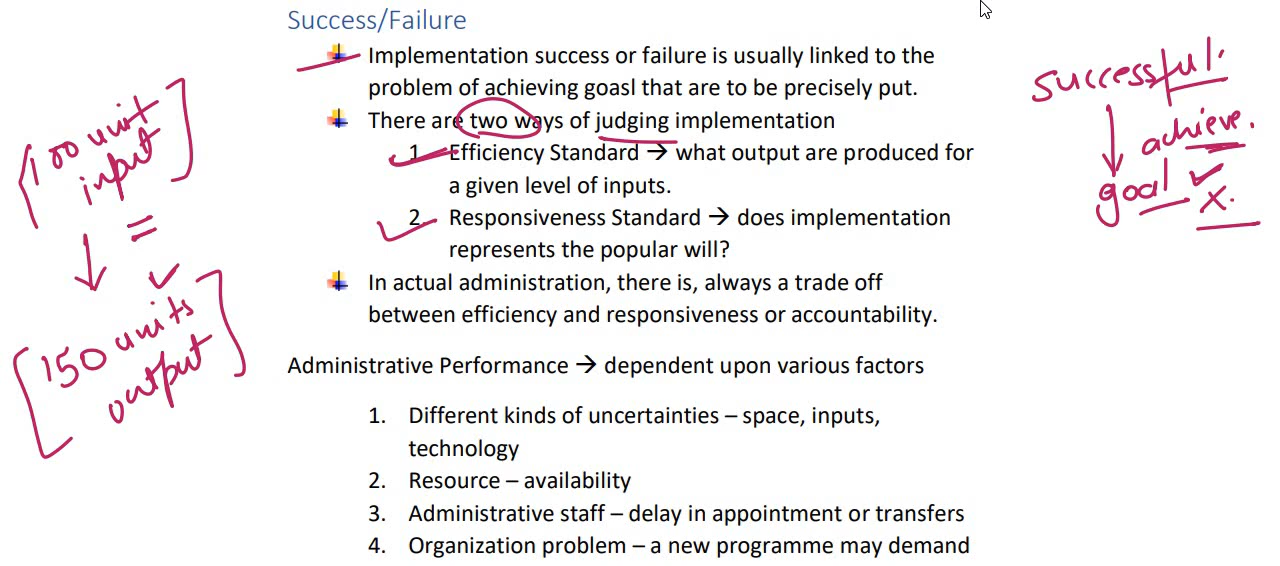 Success/Failure
Implementation success or failure is usually linked to the
problem of achieving goasl that are to be precisely put.
There are two ways of judging implementation
1. Efficiency Standard → what output are produced for
a given level of inputs.
2. Responsiveness Standard → does implementation
represents the popular will?
In actual administration, there is, always a trade off
between efficiency and responsiveness or accountability.
Administrative Performance → dependent upon various factors
1. Different kinds of uncertainties – space, inputs,
technology
2. Resource – availability
3. Administrative staff – delay in appointment or transfers
4. Organization problem – a new programme may demand
100 unit
input
=
150 units
output
successful.
achieve.
goal ✓
x.